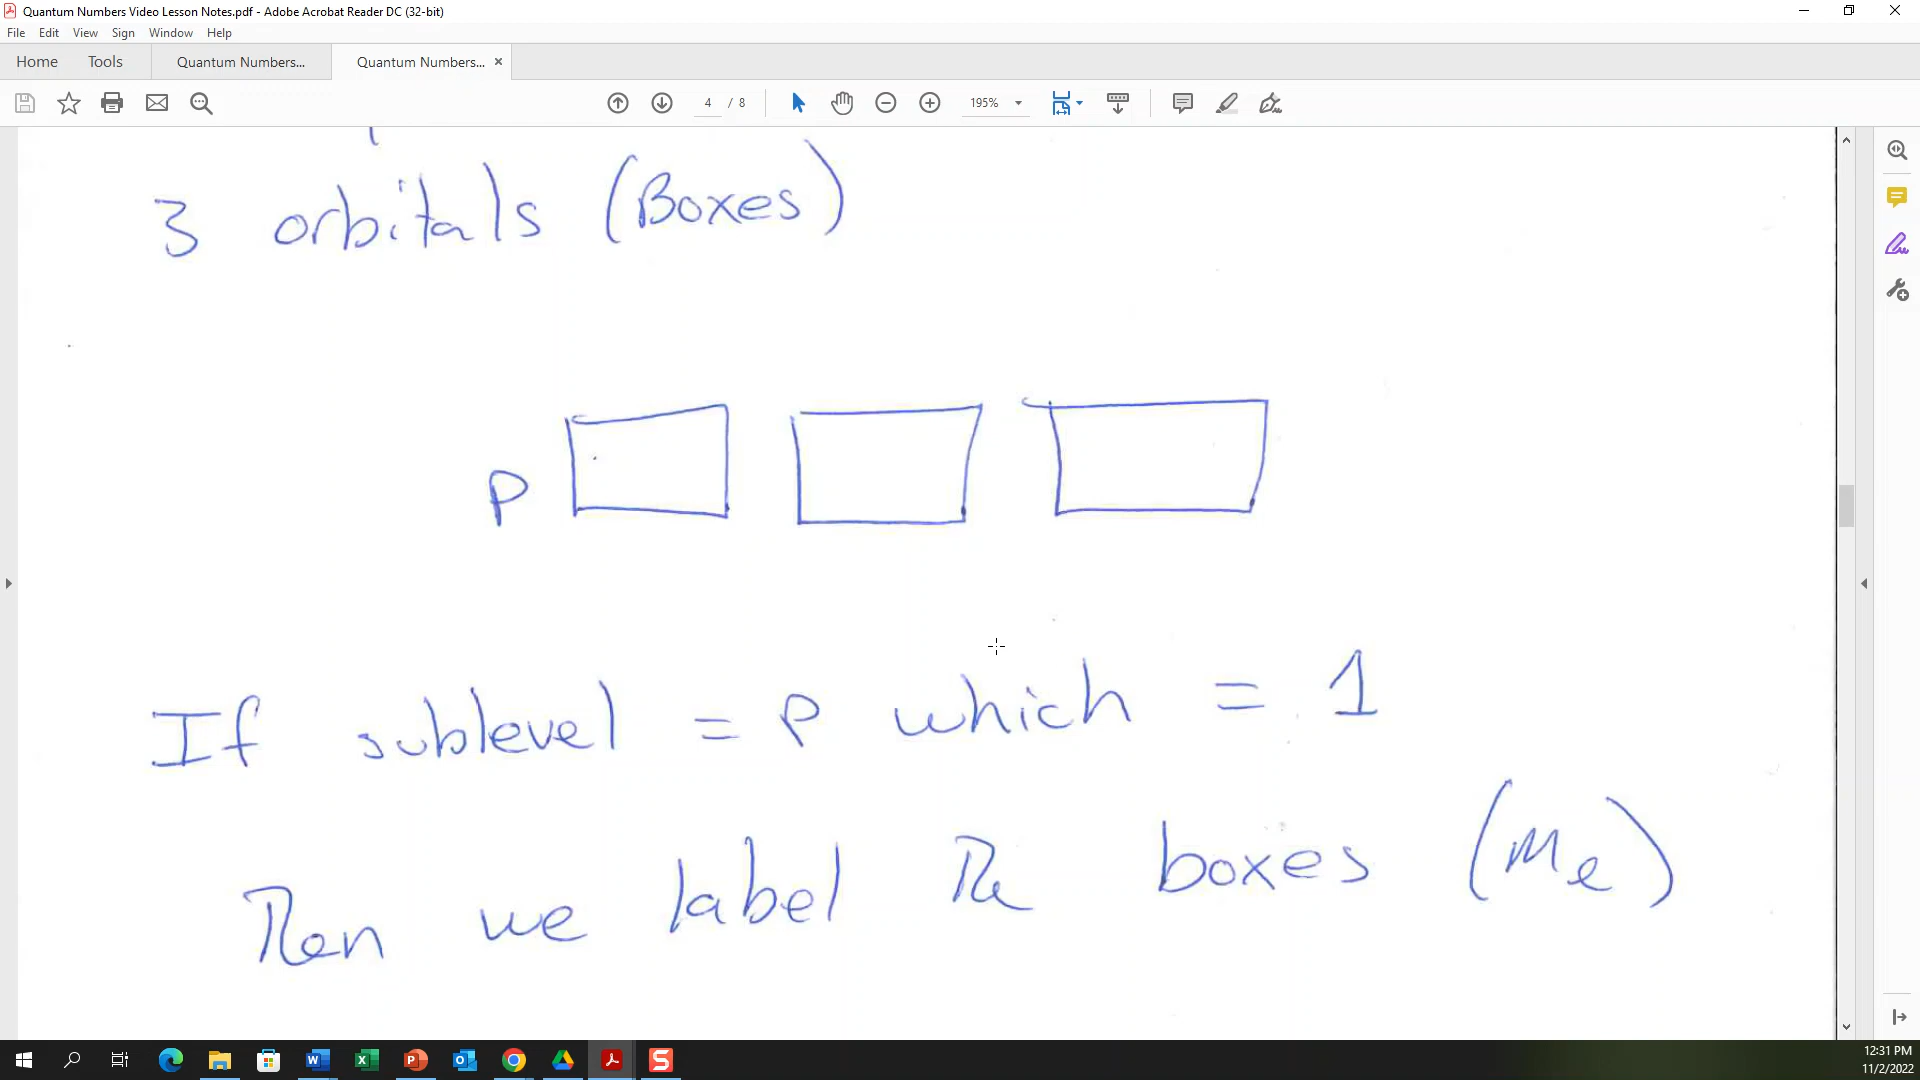 Quantum Numbers Video Lesson Notes.pdf - Adobe Acrobat Reader DC (32-bit)
File Edit View Sign Window Help
Home Tools Quantum Numbers... Quantum Numbers...
4 / 8 195%
3 orbitals (Boxes)
P
If sublevel = P which = 1
Then we label The boxes (Me)
12:31 PM
11/2/2022